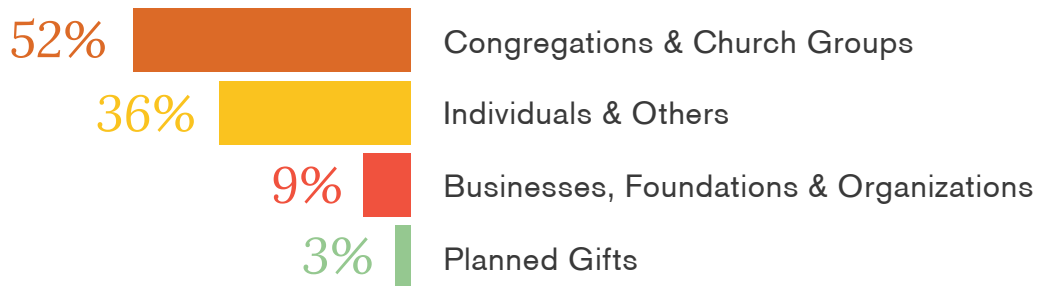 52% Congregations & Church Groups
36% Individuals & Others
9% Businesses, Foundations & Organizations
3% Planned Gifts